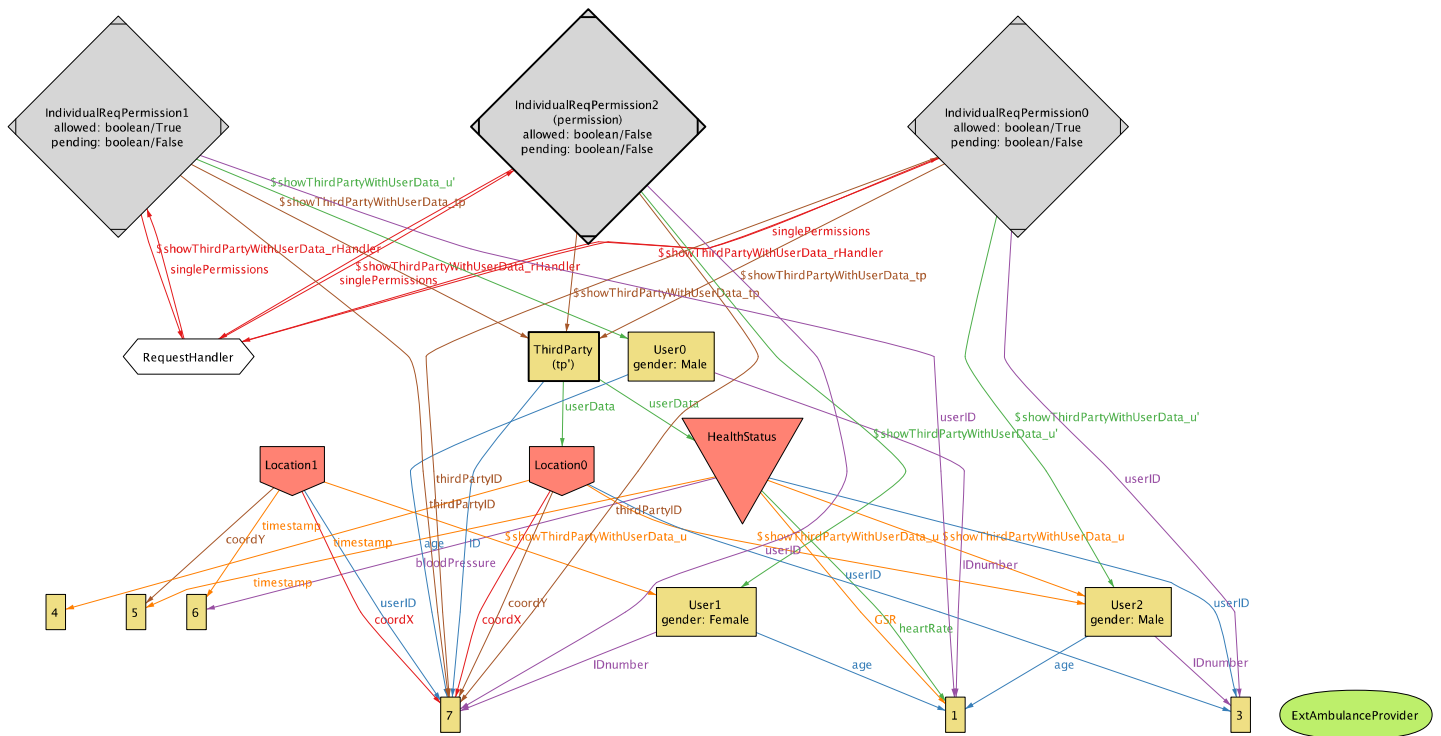 IndividualReqPermission1
allowed: boolean/True
pending: boolean/False
IndividualReqPermission2
(permission)
allowed: boolean/False
pending: boolean/False
IndividualReqPermission0
allowed: boolean/True
pending: boolean/False
$showThirdPartyWithUserData_u'
$showThirdPartyWithUserData_tp
singlePermissions
$showThirdPartyWithUserData_rHandler
$showThirdPartyWithUserData_rHandler
singlePermissions
$showThirdPartyWithUserData_rHandler
$showThirdPartyWithUserData_tp
singlePermissions
$showThirdPartyWithUserData_tp
RequestHandler
ThirdParty
(tp')
User0
gender: Male
userData
userData
userID
$showThirdPartyWithUserData_u'
$showThirdPartyWithUserData_u'
HealthStatus
Location1
Location0
thirdPartyID
userID
thirdPartyID
thirdPartyID
timestamp
coordY
timestamp
age
ID
$showThirdPartyWithUserData_u
$showThirdPartyWithUserData_u
$showThirdPartyWithUserData_u
userID
bloodPressure
IDnumber
userID
timestamp
userID
coordX
coordY
coordX
GSR
heartRate
userID
4
5
6
User1
gender: Female
User2
gender: Male
IDnumber
age
age
IDnumber
7
1
3
ExtAmbulanceProvider